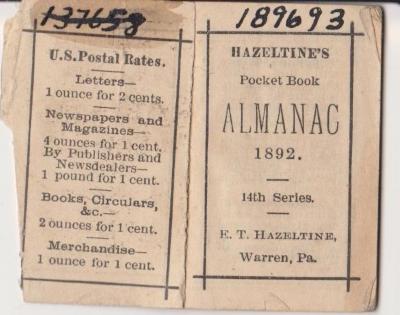 137658
U.S. Postal Rates.
Letters—
1 ounce for 2 cents.
Newspapers and
Magazines—
4 ounces for 1 cent.
By Publishers and
Newsdealers—
1 pound for 1 cent.
Books, Circulars,
&c.—
2 ounces for 1 cent.
Merchandise—
1 ounce for 1 cent.
189693
HAZELTINE'S
Pocket Book
ALMANAC
1892.
14th Series.
E. T. HAZELTINE,
Warren, Pa.